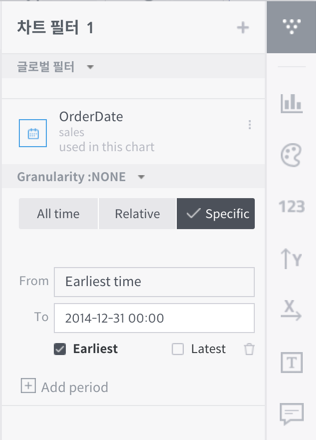 차트 필터 1
글로벌 필터
OrderDate
sales
used in this chart
Granularity :NONE
All time Relative Specific
From Earliest time
To 2014-12-31 00:00
Earliest Latest
Add period
123
Y
X
T